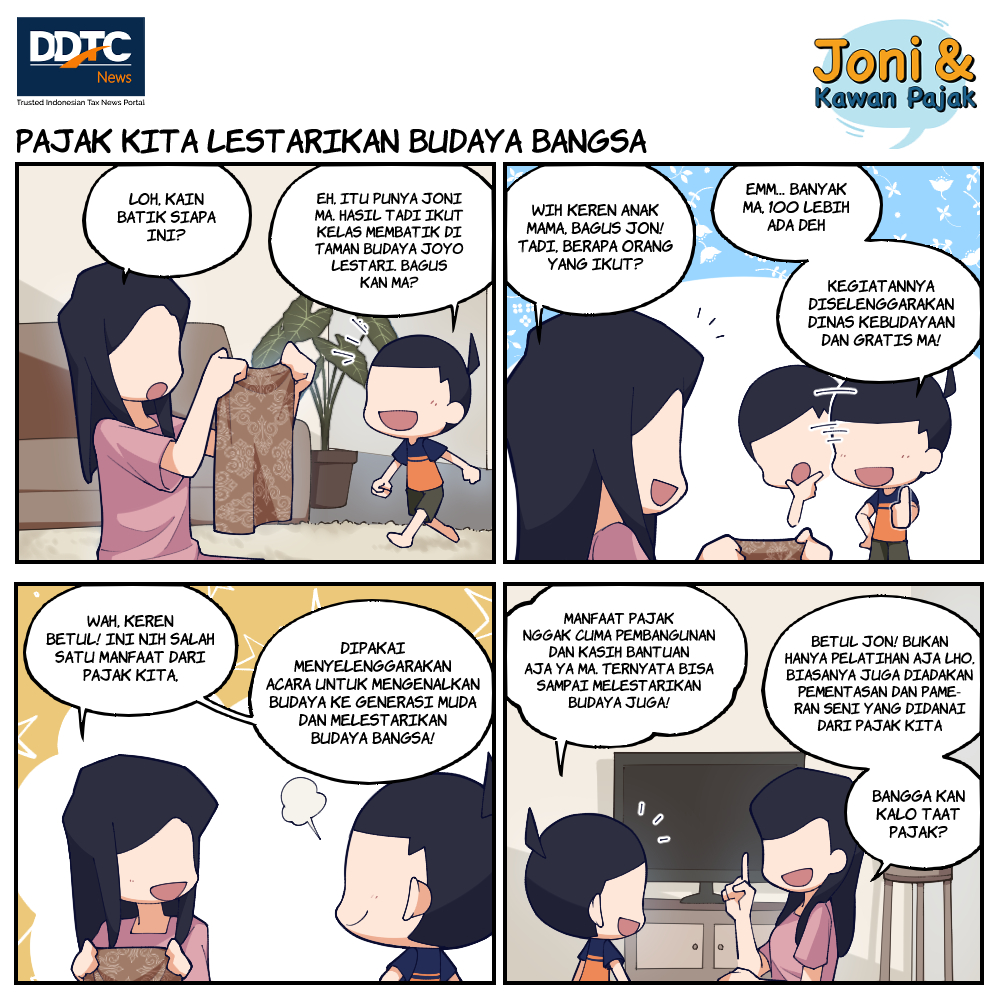 DDTC
News
Trusted Indonesian Tax News Portal
Joni &
Kawan Pajak
PAJAK KITA LESTARIKAN BUDAYA BANGSA
LOH, KAIN
BATIK SIAPA
INI?
EH, ITU PUNYA JONI
MA. HASIL TADI IKUT
KELAS MEMBATIK DI
TAMAN BUDAYA JOYO
LESTARI. BAGUS
KAN MA?
WIH KEREN ANAK
MAMA, BAGUS JON!
TADI, BERAPA ORANG
YANG IKUT?
EMM... BANYAK
MA, 100 LEBIH
ADA DEH
KEGIATANNYA
DISELENGGARAKAN
DINAS KEBUDAYAAN
DAN GRATIS MA!
WAH, KEREN
BETUL! INI NIH SALAH
SATU MANFAAT DARI
PAJAK KITA,
DIPAKAI
MENYELENGGARAKAN
ACARA UNTUK MENGENALKAN
BUDAYA KE GENERASI MUDA
DAN MELESTARIKAN
BUDAYA BANGSA!
MANFAAT PAJAK
NGGAK CUMA PEMBANGUNAN
DAN KASIH BANTUAN
AJA YA MA. TERNYATA BISA
SAMPAI MELESTARIKAN
BUDAYA JUGA!
BETUL JON! BUKAN
HANYA PELATIHAN AJA LHO,
BIASANYA JUGA DIADAKAN
PEMENTASAN DAN PAME-
RAN SENI YANG DIDANAI
DARI PAJAK KITA
BANGGA KAN
KALO TAAT
PAJAK?